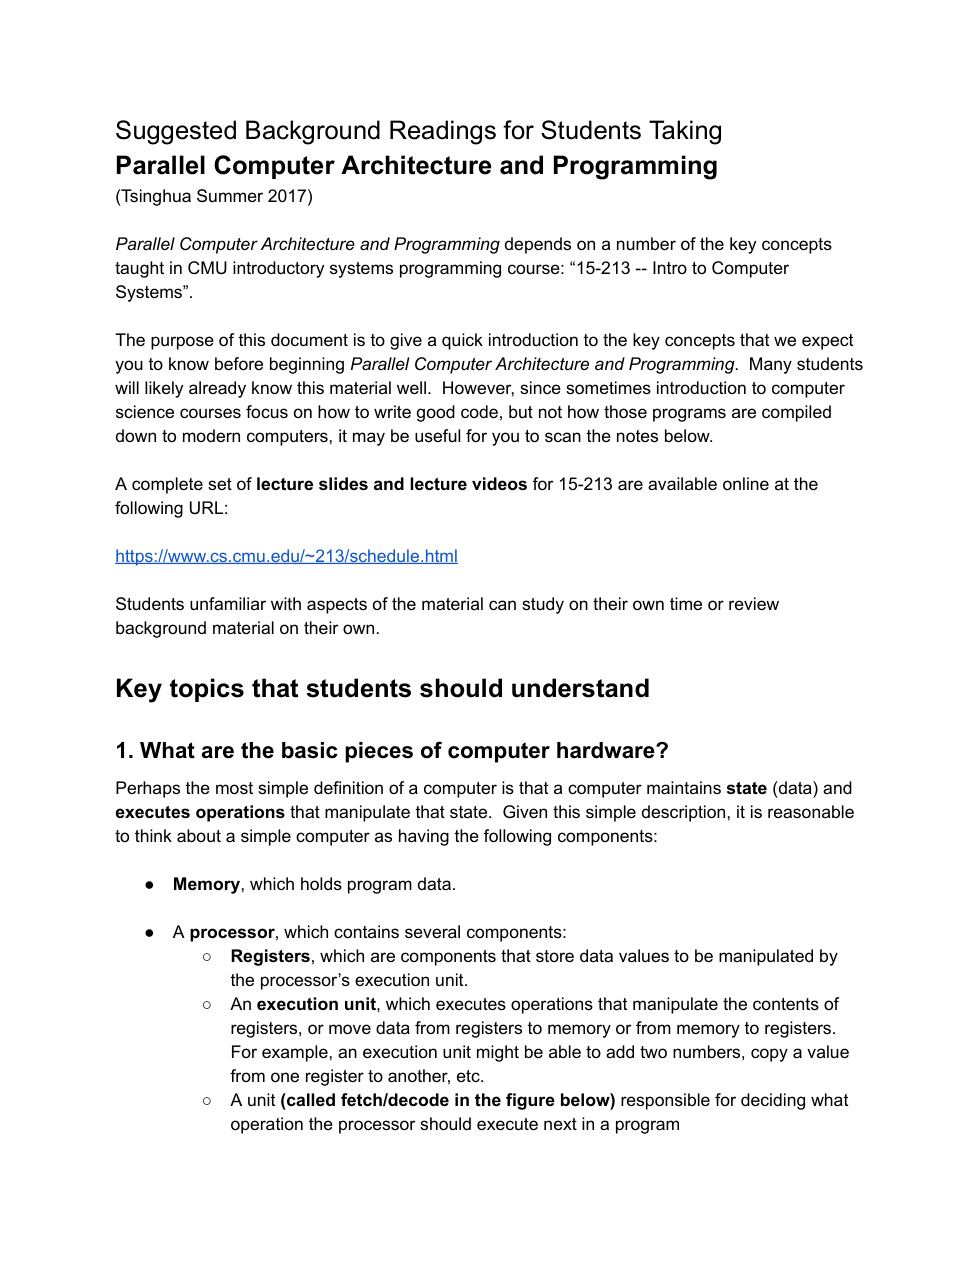 Suggested Background Readings for Students Taking
Parallel Computer Architecture and Programming
(Tsinghua Summer 2017)
Parallel Computer Architecture and Programming depends on a number of the key concepts
taught in CMU introductory systems programming course: “15-213 -- Intro to Computer
Systems”.
The purpose of this document is to give a quick introduction to the key concepts that we expect
you to know before beginning Parallel Computer Architecture and Programming.  Many students
will likely already know this material well.  However, since sometimes introduction to computer
science courses focus on how to write good code, but not how those programs are compiled
down to modern computers, it may be useful for you to scan the notes below.
A complete set of lecture slides and lecture videos for 15-213 are available online at the
following URL:
https://www.cs.cmu.edu/~213/schedule.html
Students unfamiliar with aspects of the material can study on their own time or review
background material on their own.
Key topics that students should understand
1. What are the basic pieces of computer hardware?
Perhaps the most simple definition of a computer is that a computer maintains state (data) and
executes operations that manipulate that state.  Given this simple description, it is reasonable
to think about a simple computer as having the following components:
● Memory, which holds program data.
● A processor, which contains several components:
○ Registers, which are components that store data values to be manipulated by
the processor’s execution unit.
○ An execution unit, which executes operations that manipulate the contents of
registers, or move data from registers to memory or from memory to registers.
For example, an execution unit might be able to add two numbers, copy a value
from one register to another, etc.
○ A unit (called fetch/decode in the figure below) responsible for deciding what
operation the processor should execute next in a program